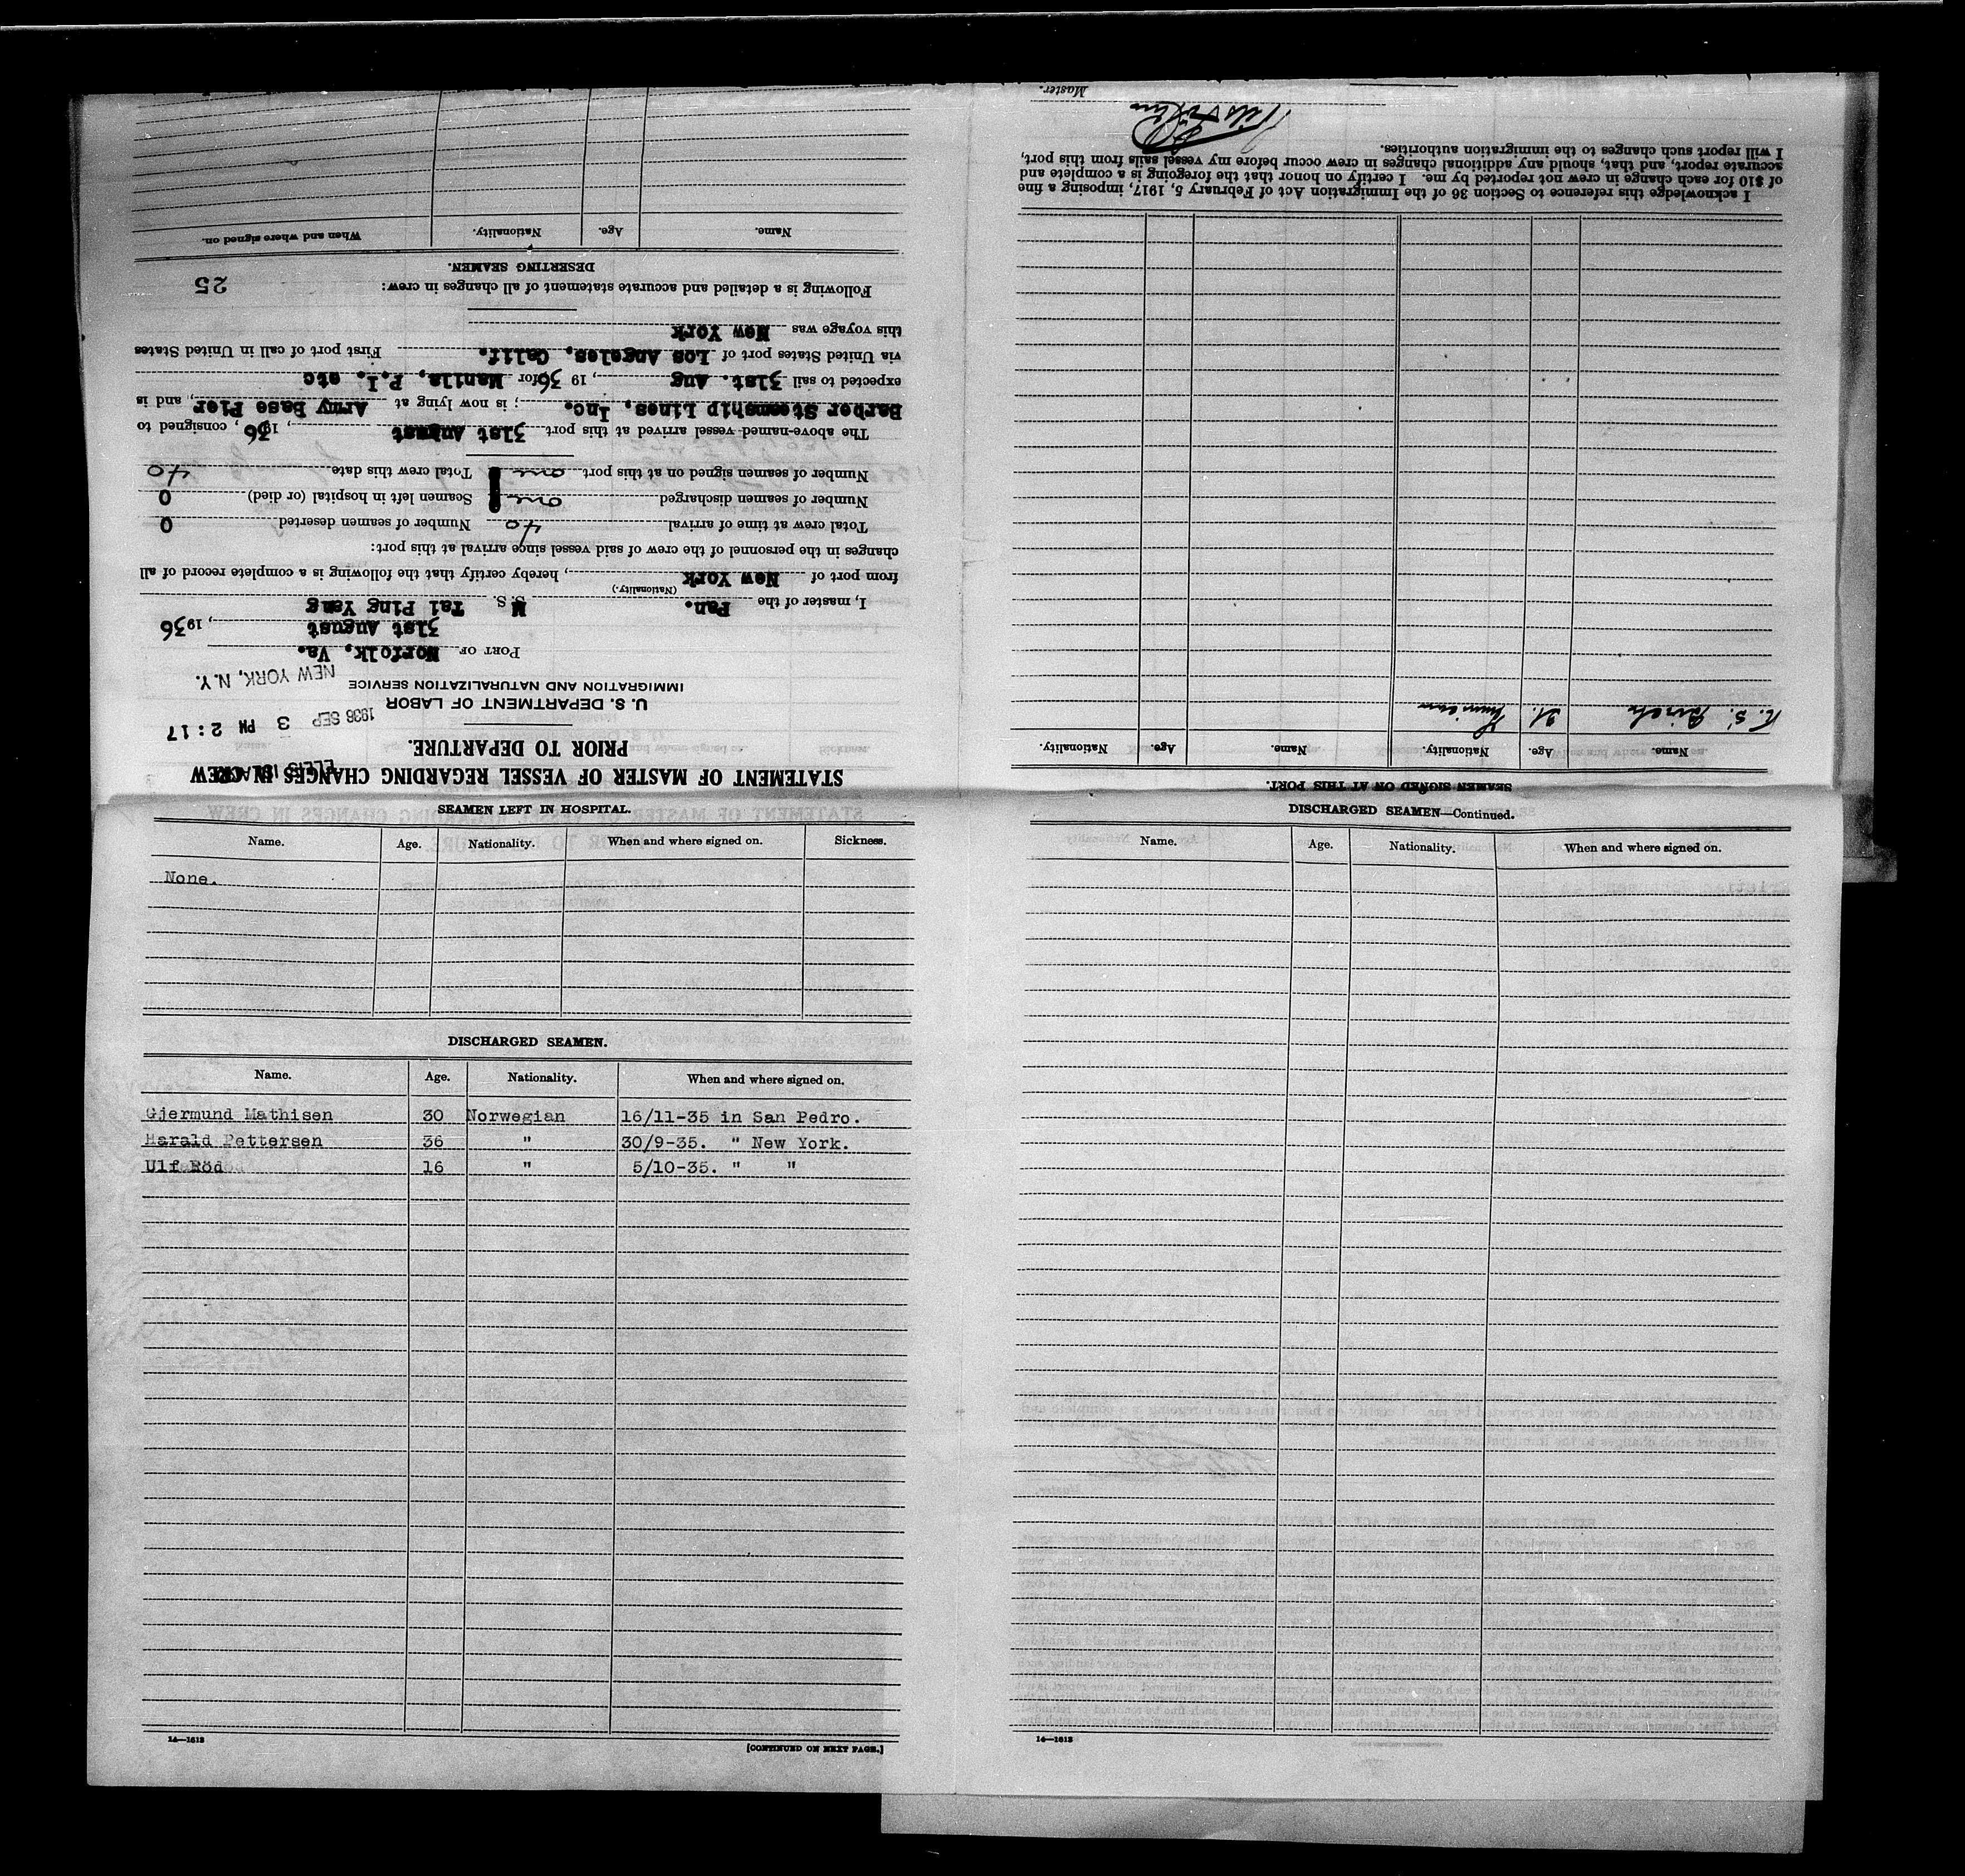 STATEMENT OF MASTER OF VESSEL REGARDING CHANGES IN CREW
PRIOR TO DEPARTURE.
1936 SEP 3 PM 2:17
U. S. DEPARTMENT OF LABOR
IMMIGRATION AND NATURALIZATION SERVICE
NEW YORK, N.Y.
PORT OF Norfolk, Va.
31st August, 1936
I, master of the Pan. M S.S. Tai Ping Yang
(Nationality.)
from port of New York, hereby certify that the following is a complete record of all
changes in the personnel of the crew of said vessel since arrival at this port:
Total crew at time of arrival 40 Number of seamen deserted 0
Number of seamen discharged one Seamen left in hospital (or died) 0
Number of seamen signed on at this port one Total crew this date 40
The above-named vessel arrived at this port 31st August, 1936, consigned to
Barber Steamship Lines, Inc.; is now lying at Army Base Pier, and is
expected to sail 31st. Aug, 1936 for Manila, P.I. etc
via United States port of Los Angeles, Calif. First port of call in United States
this voyage was New York
Following is a detailed and accurate statement of all changes in crew: 25
DESERTING SEAMEN.
Name. Age. Nationality. When and where signed on.
SEAMEN SIGNED ON AT THIS PORT.
Name. Age. Nationality. Name. Age. Nationality.
21.
I acknowledge this reference to Section 36 of the Immigration Act of February 5, 1917, imposing a fine
of $10 for each change in crew not reported by me. I certify on honor that the foregoing is a complete and
accurate report, and that, should any additional changes in crew occur before my vessel sails from this port,
I will report such changes to the immigration authorities.
Master.
SEAMEN LEFT IN HOSPITAL.
Name. Age. Nationality. When and where signed on. Sickness.
None.
DISCHARGED SEAMEN.
Name. Age. Nationality. When and where signed on.
Gjermund Mathisen 30 Norwegian 16/11-35 in San Pedro.
Harald Pettersen 36 " 30/9-35. " New York.
Ulf Röd 16 " 5/10-35. " "
14—1613
[CONTINUED ON NEXT PAGE.]
DISCHARGED SEAMEN—Continued.
Name. Age. Nationality. When and where signed on.
14—1613